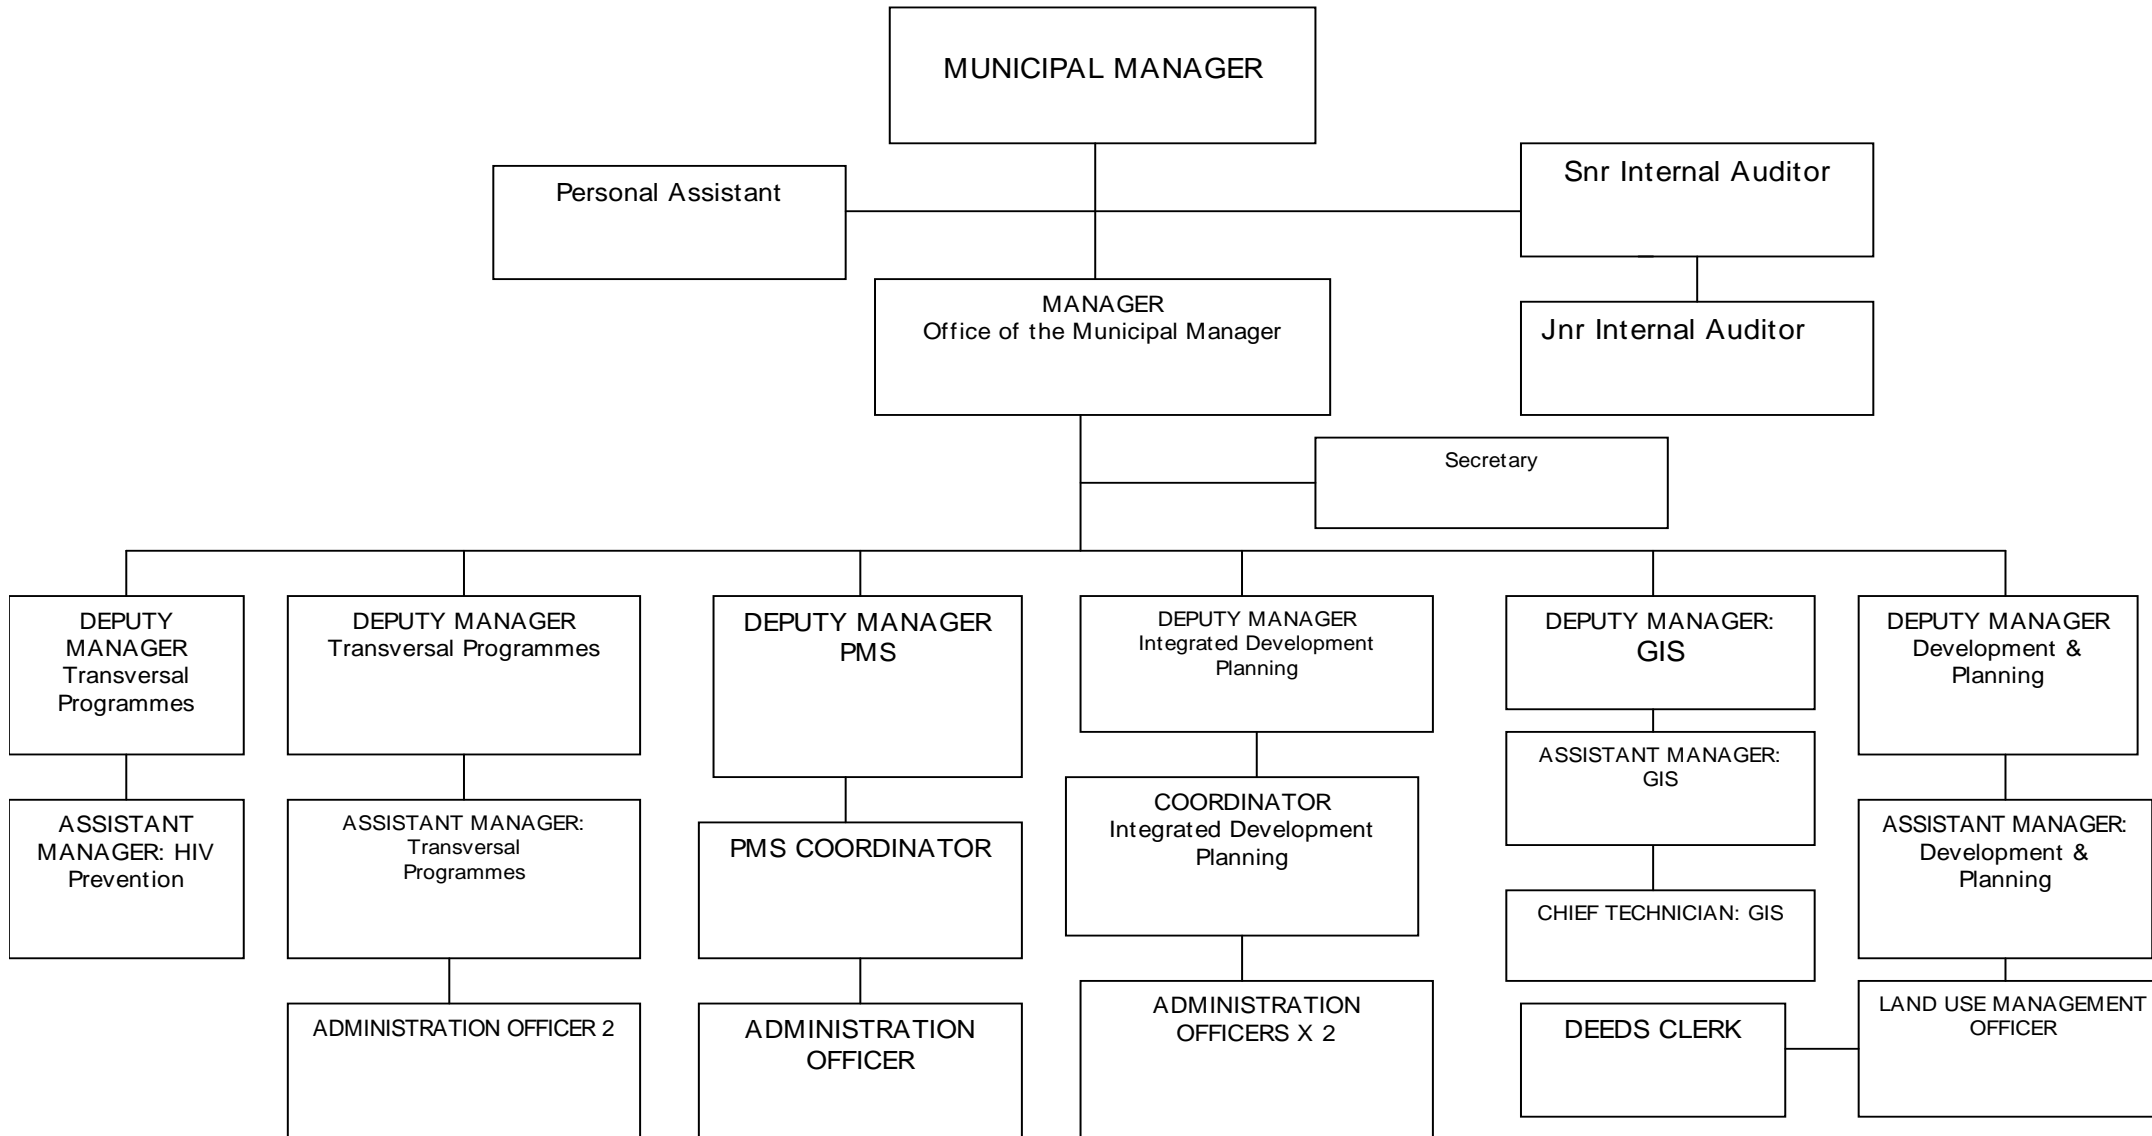 MUNICIPAL MANAGER
Personal Assistant
Snr Internal Auditor
MANAGER
Office of the Municipal Manager
Jnr Internal Auditor
Secretary
DEPUTY
MANAGER
Transversal
Programmes
DEPUTY MANAGER
Transversal Programmes
DEPUTY MANAGER
PMS
DEPUTY MANAGER
Integrated Development
Planning
DEPUTY MANAGER:
GIS
DEPUTY MANAGER
Development &
Planning
ASSISTANT
MANAGER: HIV
Prevention
ASSISTANT MANAGER:
Transversal
Programmes
PMS COORDINATOR
COORDINATOR
Integrated Development
Planning
ASSISTANT MANAGER:
GIS
ASSISTANT MANAGER:
Development &
Planning
CHIEF TECHNICIAN: GIS
ADMINISTRATION OFFICER 2
ADMINISTRATION
OFFICER
ADMINISTRATION
OFFICERS X 2
DEEDS CLERK
LAND USE MANAGEMENT
OFFICER